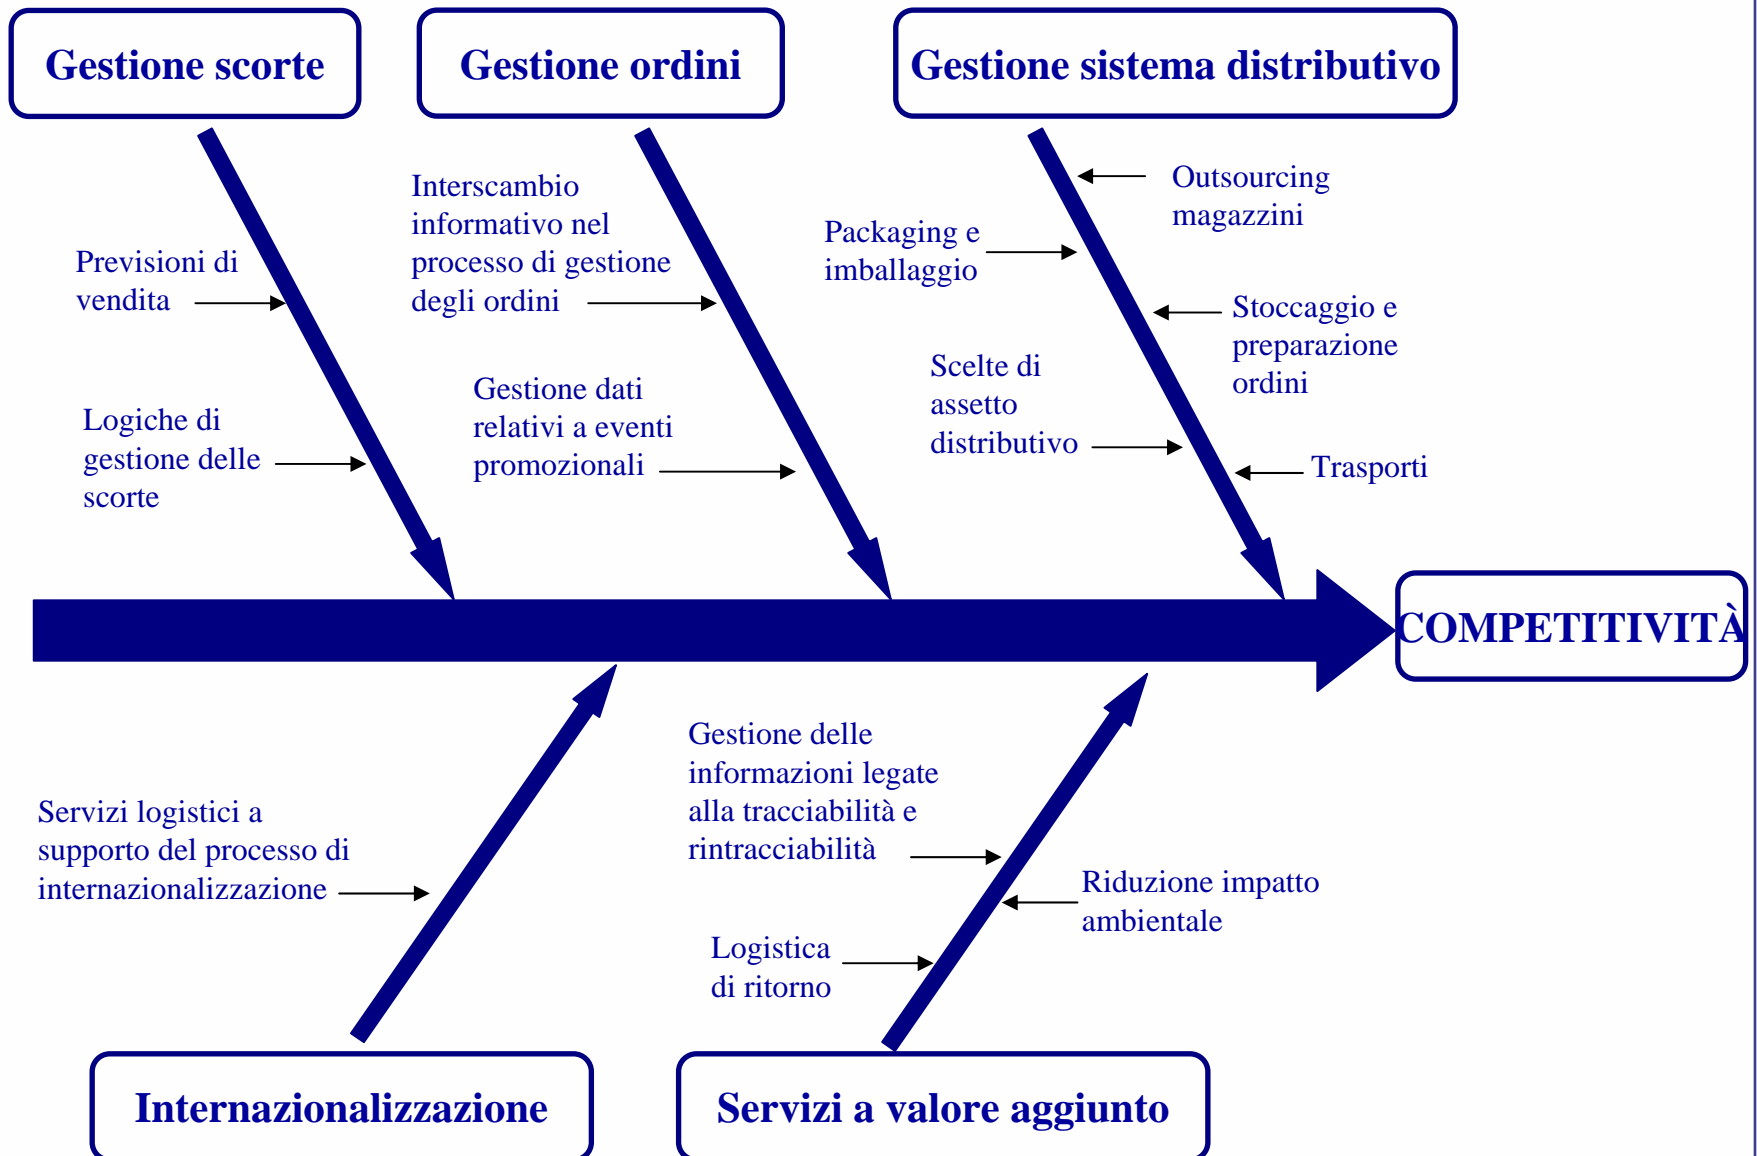 Gestione scorte
Gestione ordini
Gestione sistema distributivo
Previsioni di
vendita
Logiche di
gestione delle
scorte
Interscambio
informativo nel
processo di gestione
degli ordini
Gestione dati
relativi a eventi
promozionali
Packaging e
imballaggio
Scelte di
assetto
distributivo
Outsourcing
magazzini
Stoccaggio e
preparazione
ordini
Trasporti
COMPETITIVITÀ
Servizi logistici a
supporto del processo di
internazionalizzazione
Gestione delle
informazioni legate
alla tracciabilità e
rintracciabilità
Riduzione impatto
ambientale
Logistica
di ritorno
Internazionalizzazione
Servizi a valore aggiunto